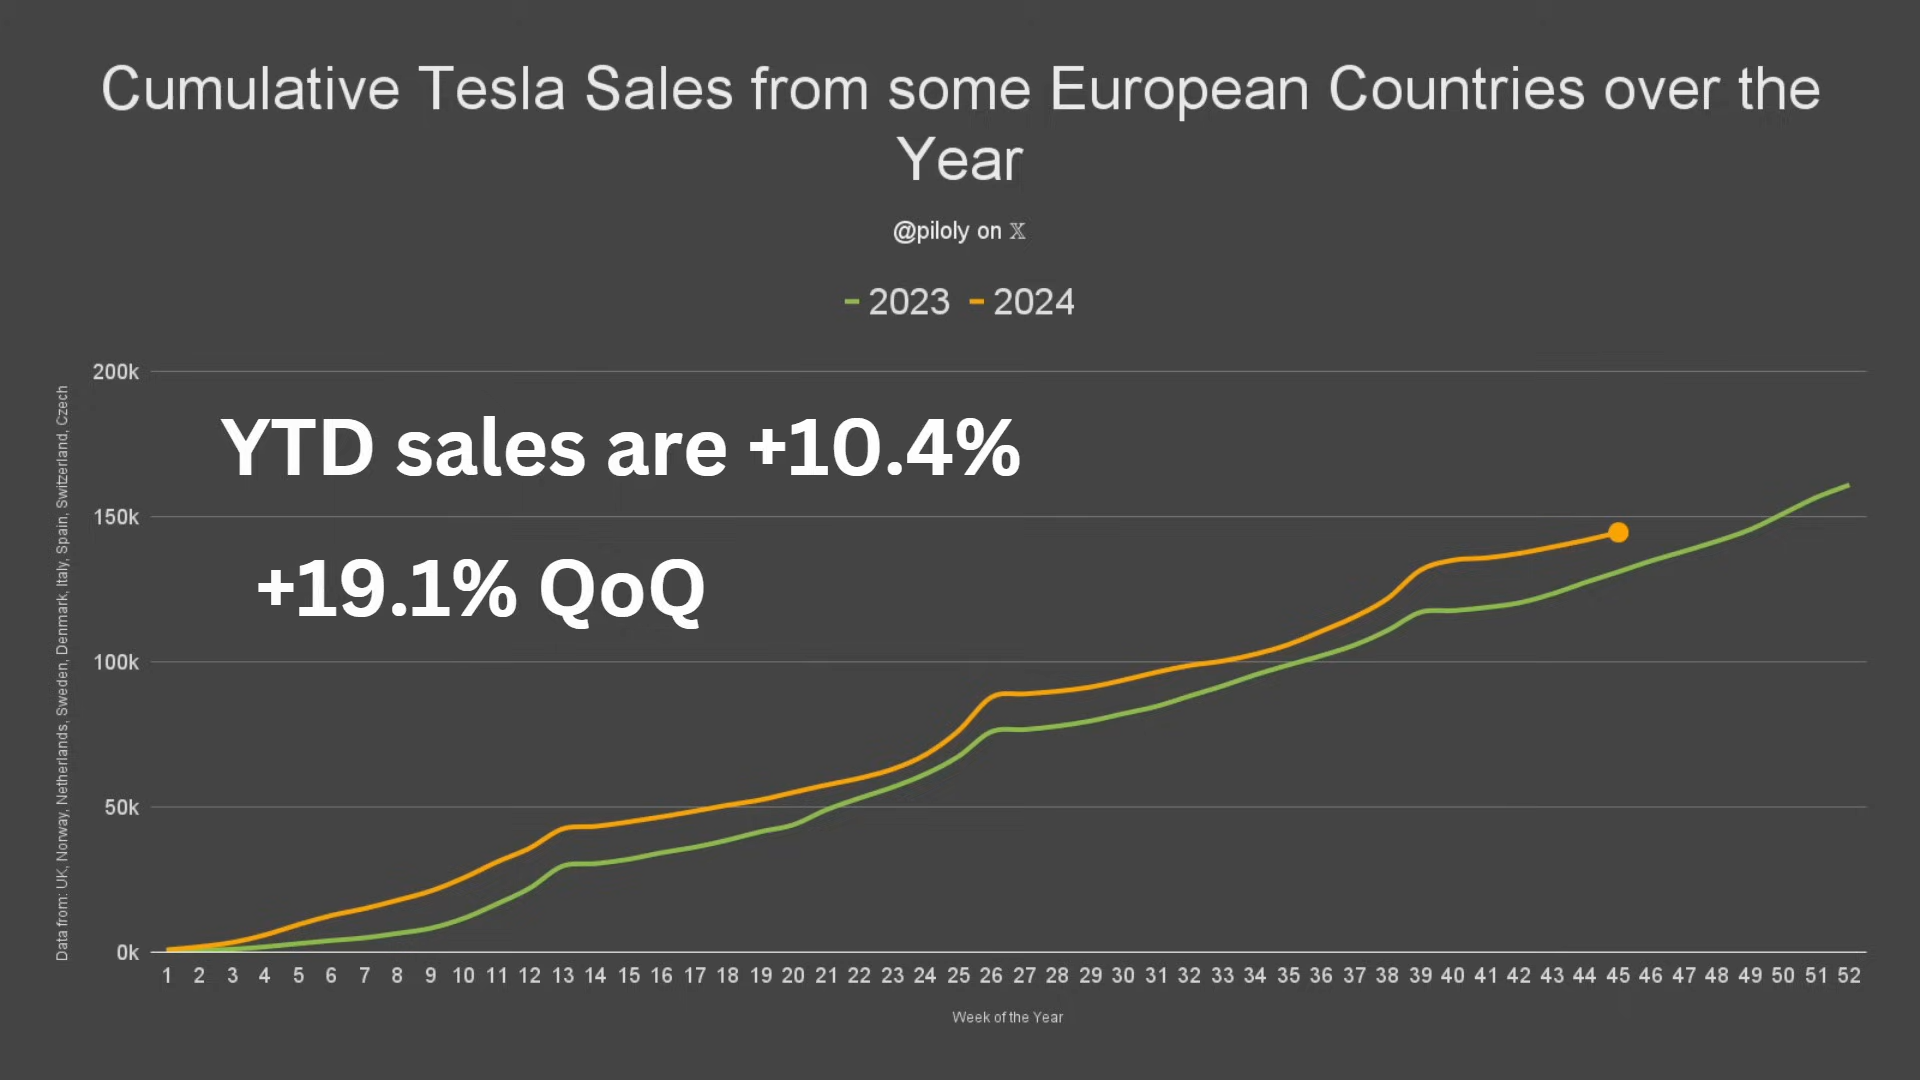 Cumulative Tesla Sales from some European Countries over the
Year
@piloly on 𝕏
2023 2024
200k
YTD sales are +10.4%
150k
+19.1% QoQ
100k
50k
0k
Data from: UK, Norway, Netherlands, Sweden, Denmark, Italy, Spain, Switzerland, Czech
1 2 3 4 5 6 7 8 9 10 11 12 13 14 15 16 17 18 19 20 21 22 23 24 25 26 27 28 29 30 31 32 33 34 35 36 37 38 39 40 41 42 43 44 45 46 47 48 49 50 51 52
Week of the Year